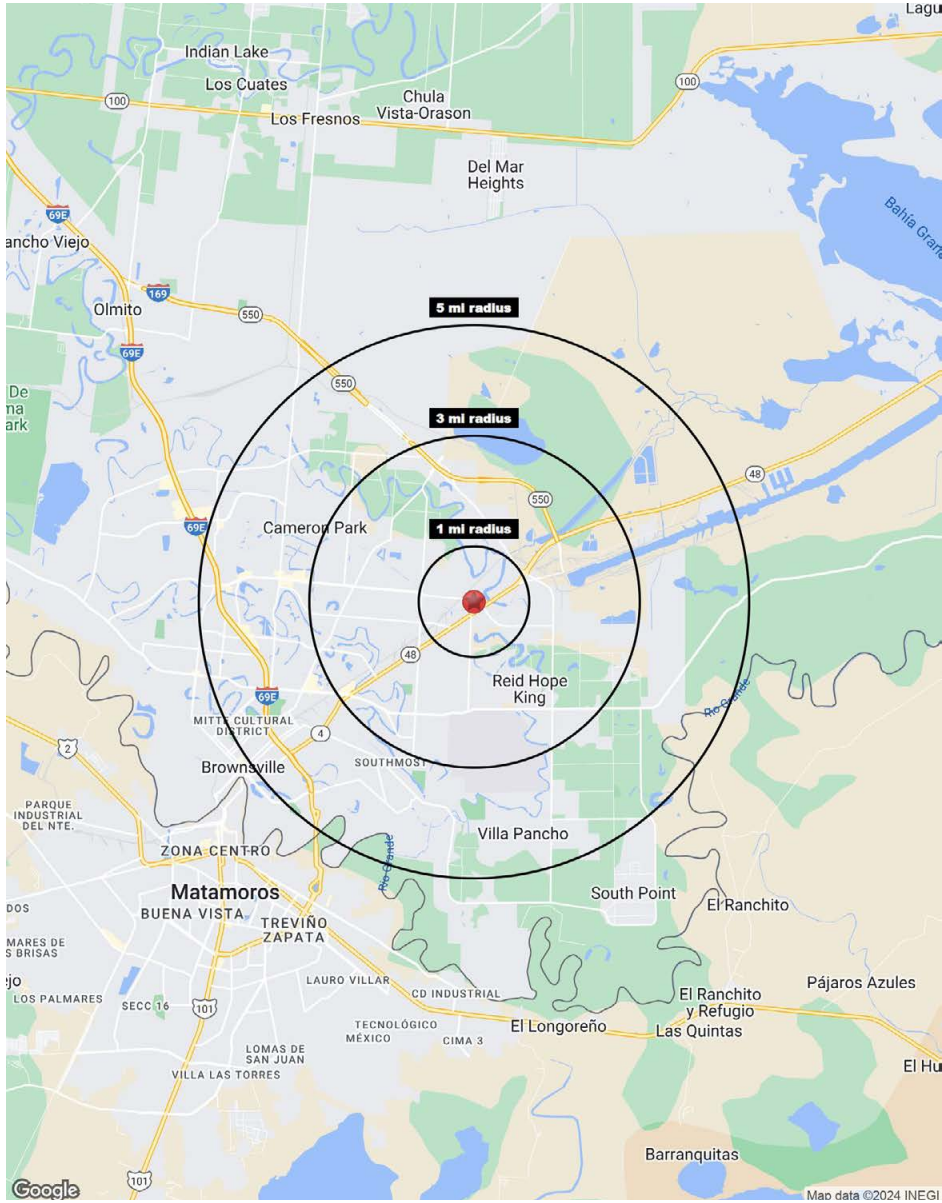 Lagu
Indian Lake
Los Cuates
100
Chula
Vista-Orason
100
Los Fresnos
Del Mar
Heights
69E
Bahía Grand
ancho Viejo
169
Olmito
550
5 mi radius
69E
550
De
ma
ark
3 mi radius
48
550
69E
Cameron Park
1 mi radius
48
Reid Hope
King
69E
Rio Grande
MITTE CULTURAL
DISTRICT
4
2
SOUTHMOST
Brownsville
PARQUE
INDUSTRIAL
DEL NTE.
Villa Pancho
ZONA CENTRO
Rio Grande
Matamoros
South Point
DOS
BUENA VISTA
El Ranchito
TREVIÑO
ZAPATA
MARES DE
S BRISAS
ejo
LAURO VILLAR
Pájaros Azules
LOS PALMARES
SECC 16
CD INDUSTRIAL
El Ranchito
y Refugio
101
TECNOLÓGICO
MÉXICO
El Longoreño
Las Quintas
CIMA 3
LOMAS DE
SAN JUAN
El Hu
VILLA LAS TORRES
Barranquitas
101
Google
Map data ©2024 INEGI